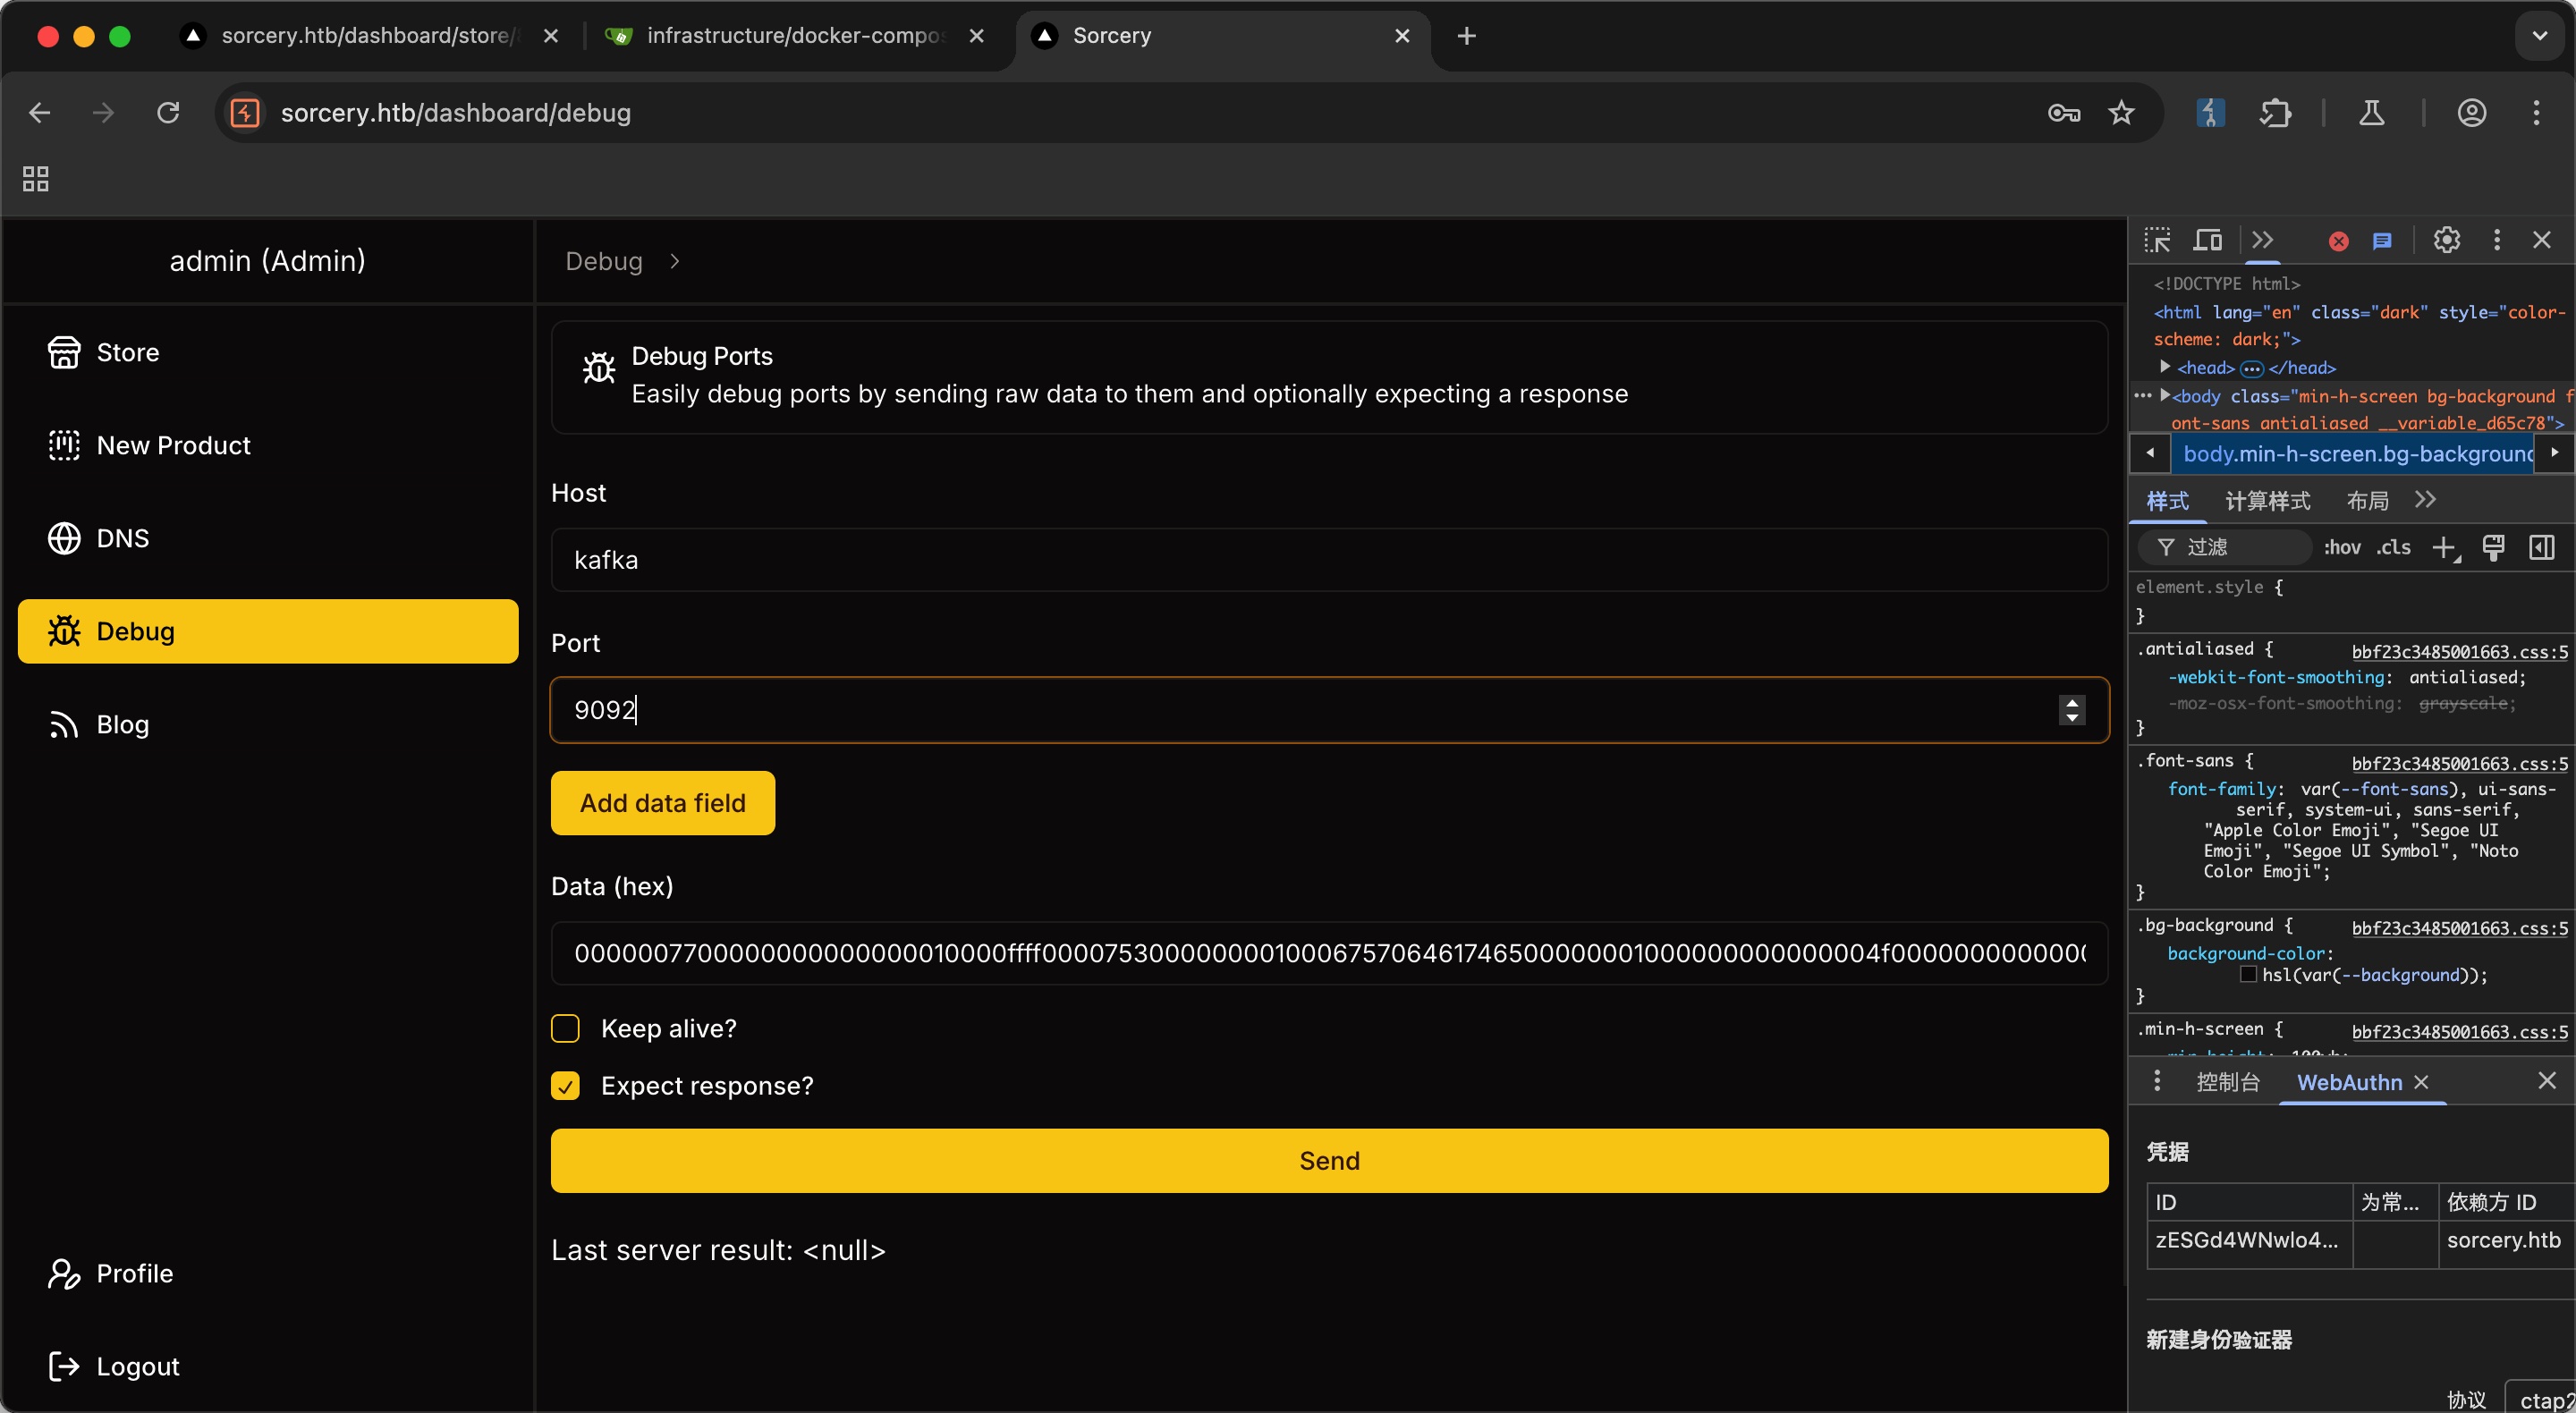 sorcery.htb/dashboard/store/
infrastructure/docker-compos
Sorcery
sorcery.htb/dashboard/debug
admin (Admin)
Store
New Product
DNS
Debug
Blog
Profile
Logout
Debug
Debug Ports
Easily debug ports by sending raw data to them and optionally expecting a response
Host
kafka
Port
9092
Add data field
Data (hex)
Keep alive?
Expect response?
Send
Last server result: <null>
<!DOCTYPE html>
<html lang="en" class="dark" style="color-
scheme: dark;">
<head> ••• </head>
••• <body class="min-h-screen bg-background f
ont-sans antialiased __variable_d65c78">
body.min-h-screen.bg-background
样式 计算样式 布局
过滤 :hov .cls
element.style {
}
.antialiased { bbf23c3485001663.css:5
-webkit-font-smoothing: antialiased;
-moz-osx-font-smoothing: grayscale;
}
.font-sans { bbf23c3485001663.css:5
font-family: var(--font-sans), ui-sans-
serif, system-ui, sans-serif,
"Apple Color Emoji", "Segoe UI
Emoji", "Segoe UI Symbol", "Noto
Color Emoji";
}
.bg-background { bbf23c3485001663.css:5
background-color:
hsl(var(--background));
}
.min-h-screen { bbf23c3485001663.css:5
min-height: 100vh;
控制台 WebAuthn
凭据
ID 为常... 依赖方 ID
zESGd4WNwlo4... sorcery.htb
新建身份验证器
协议 ctap2